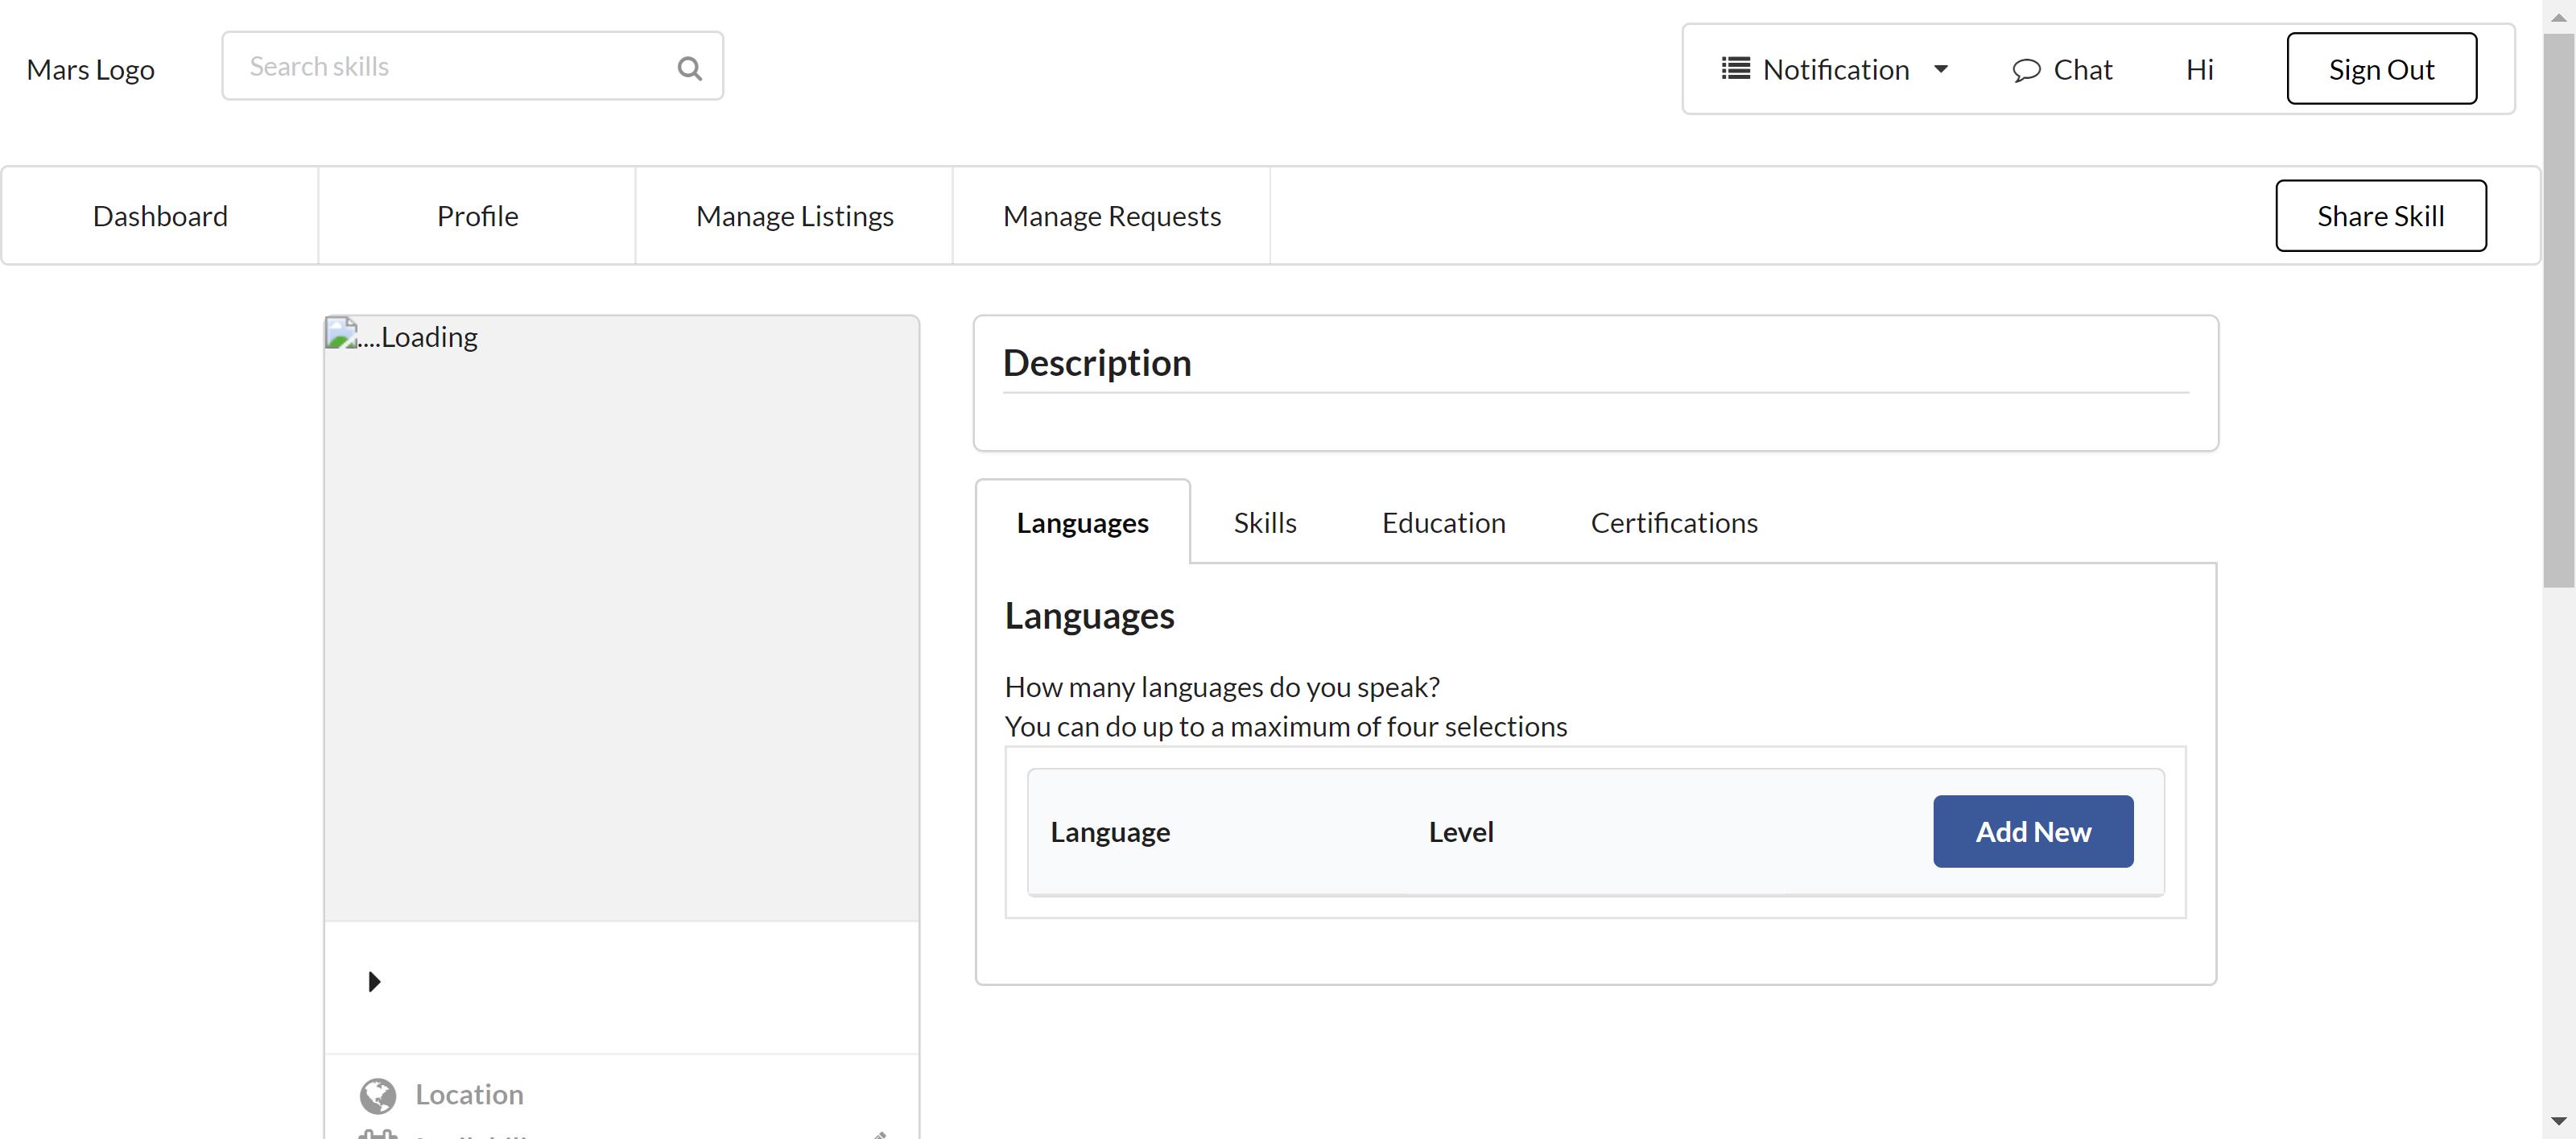 Mars Logo
Search skills
Notification
Chat
Hi
Sign Out
Dashboard
Profile
Manage Listings
Manage Requests
Share Skill
....Loading
Description
Languages
Skills
Education
Certifications
Languages
How many languages do you speak?
You can do up to a maximum of four selections
Language
Level
Add New
Location